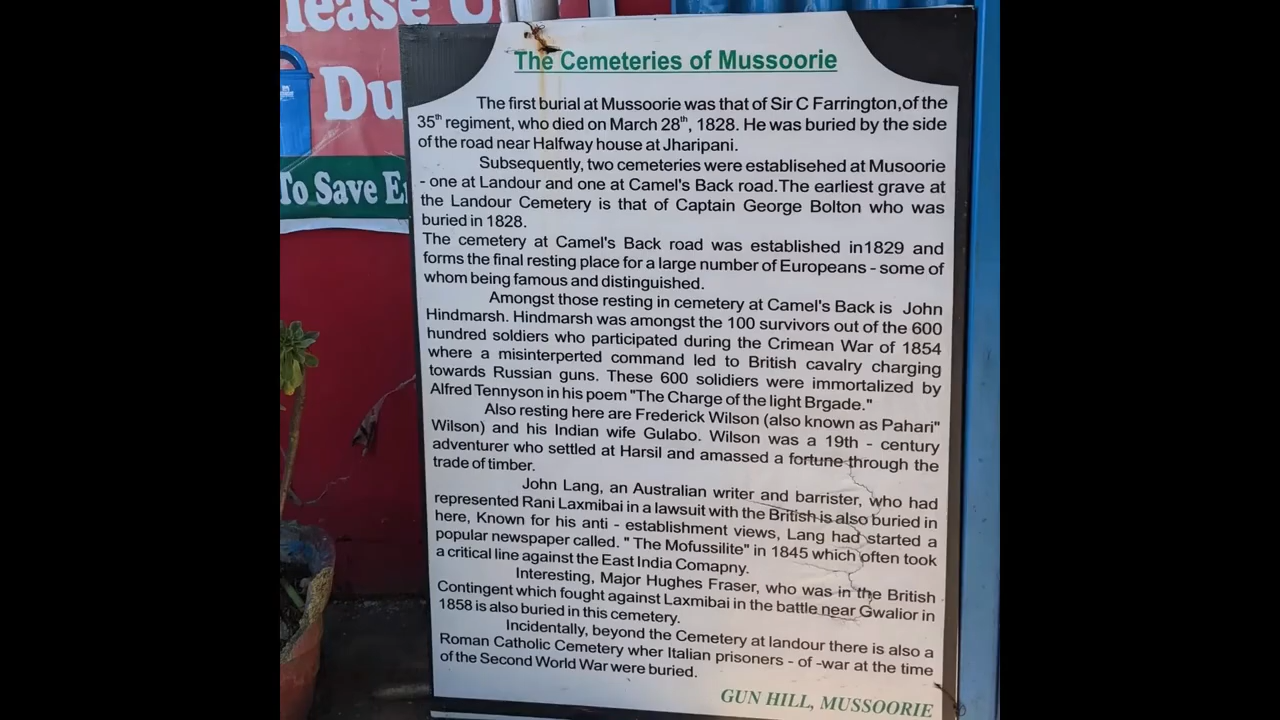 lease U
Du
To Save E
The Cemeteries of Mussoorie
The first burial at Mussoorie was that of Sir C Farrington,of the
35th regiment, who died on March 28th, 1828. He was buried by the side
of the road near Halfway house at Jharipani.
Subsequently, two cemeteries were establisehed at Musoorie
- one at Landour and one at Camel's Back road.The earliest grave at
the Landour Cemetery is that of Captain George Bolton who was
buried in 1828.
The cemetery at Camel's Back road was established in1829 and
forms the final resting place for a large number of Europeans - some of
whom being famous and distinguished.
Amongst those resting in cemetery at Camel's Back is John
Hindmarsh. Hindmarsh was amongst the 100 survivors out of the 600
hundred soldiers who participated during the Crimean War of 1854
where a misinterperted command led to British cavalry charging
towards Russian guns. These 600 solidiers were immortalized by
Alfred Tennyson in his poem "The Charge of the light Brgade."
Also resting here are Frederick Wilson (also known as Pahari"
Wilson) and his Indian wife Gulabo. Wilson was a 19th - century
adventurer who settled at Harsil and amassed a fortune through the
trade of timber.
John Lang, an Australian writer and barrister, who had
represented Rani Laxmibai in a lawsuit with the British is also buried in
here, Known for his anti - establishment views, Lang had started a
popular newspaper called. " The Mofussilite" in 1845 which often took
a critical line against the East India Comapny.
Interesting, Major Hughes Fraser, who was in the British
Contingent which fought against Laxmibai in the battle near Gwalior in
1858 is also buried in this cemetery.
Incidentally, beyond the Cemetery at landour there is also a
Roman Catholic Cemetery wher Italian prisoners - of -war at the time
of the Second World War were buried.
GUN HILL, MUSSOORIE